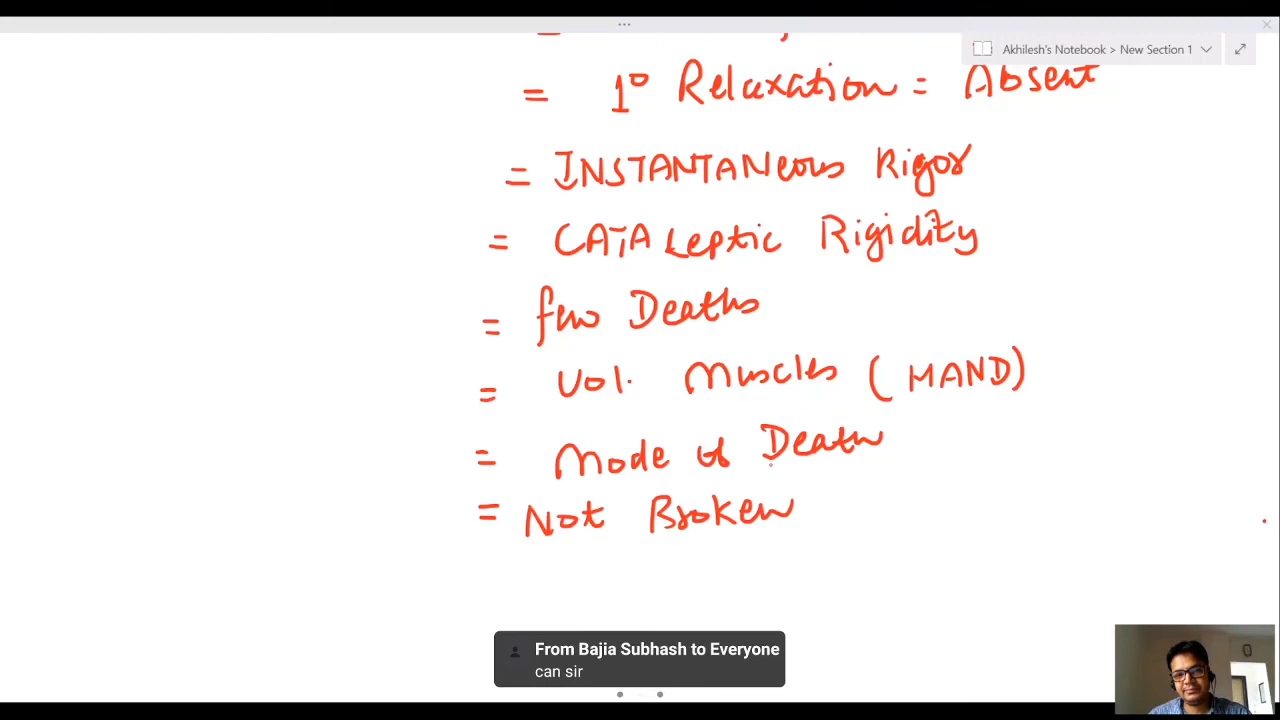 Akhilesh's Notebook > New Section 1
= 1° Relaxation = Absent
= INSTANTANeous Rigor
= CATALeptic Rigidity
= few Deaths
= Vol. Muscles (HAND)
= Mode of Death
= Not Broken
From Bajia Subhash to Everyone
can sir